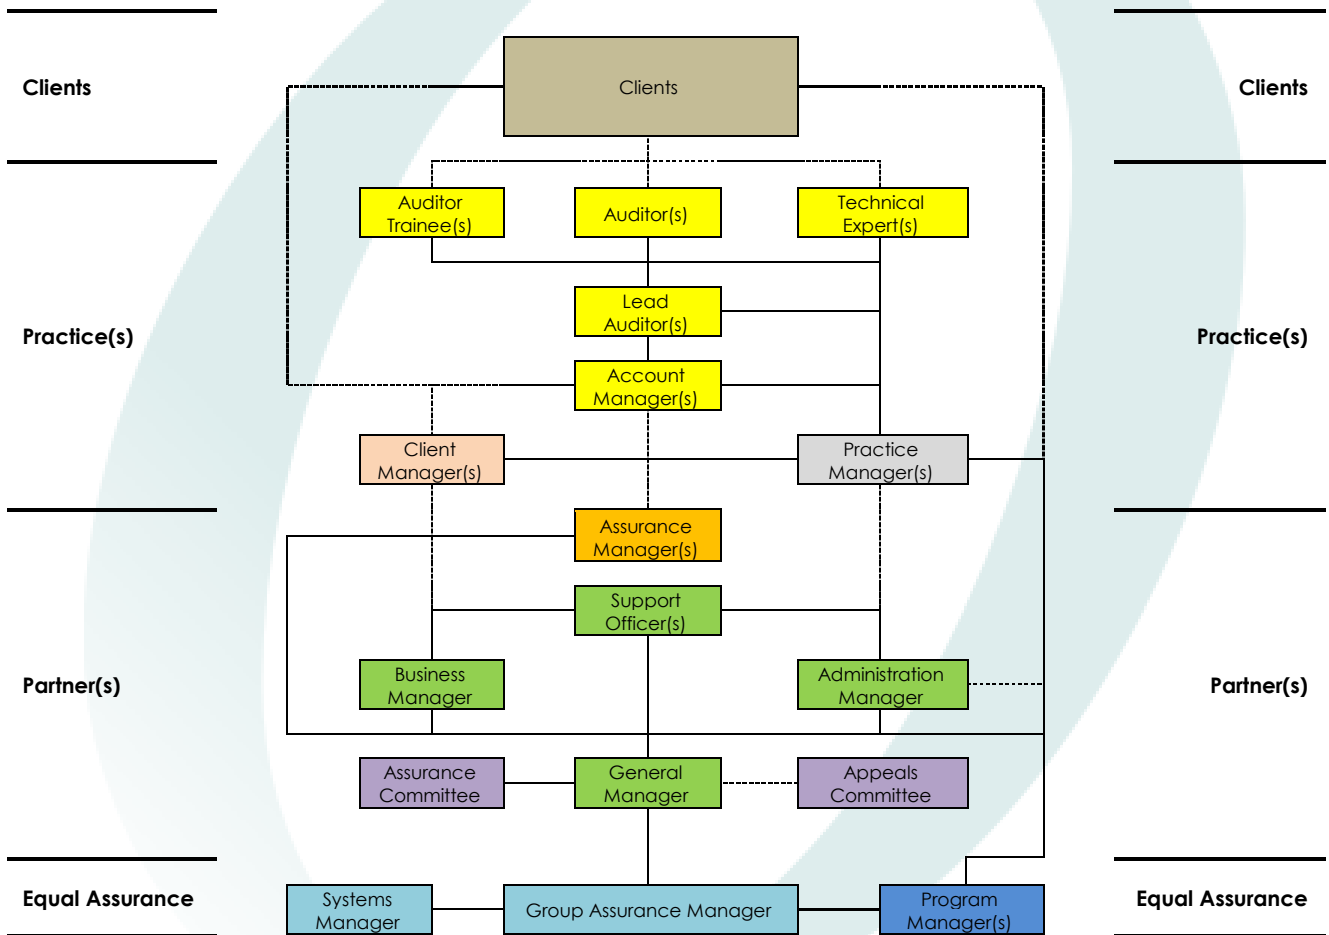 Clients
Clients
Clients
Auditor
Trainee(s)
Auditor(s)
Technical
Expert(s)
Lead
Auditor(s)
Practice(s)
Practice(s)
Account
Manager(s)
Client
Manager(s)
Practice
Manager(s)
Assurance
Manager(s)
Support
Officer(s)
Partner(s)
Business
Manager
Administration
Manager
Partner(s)
Assurance
Committee
General
Manager
Appeals
Committee
Equal Assurance
Systems
Manager
Group Assurance Manager
Program
Manager(s)
Equal Assurance